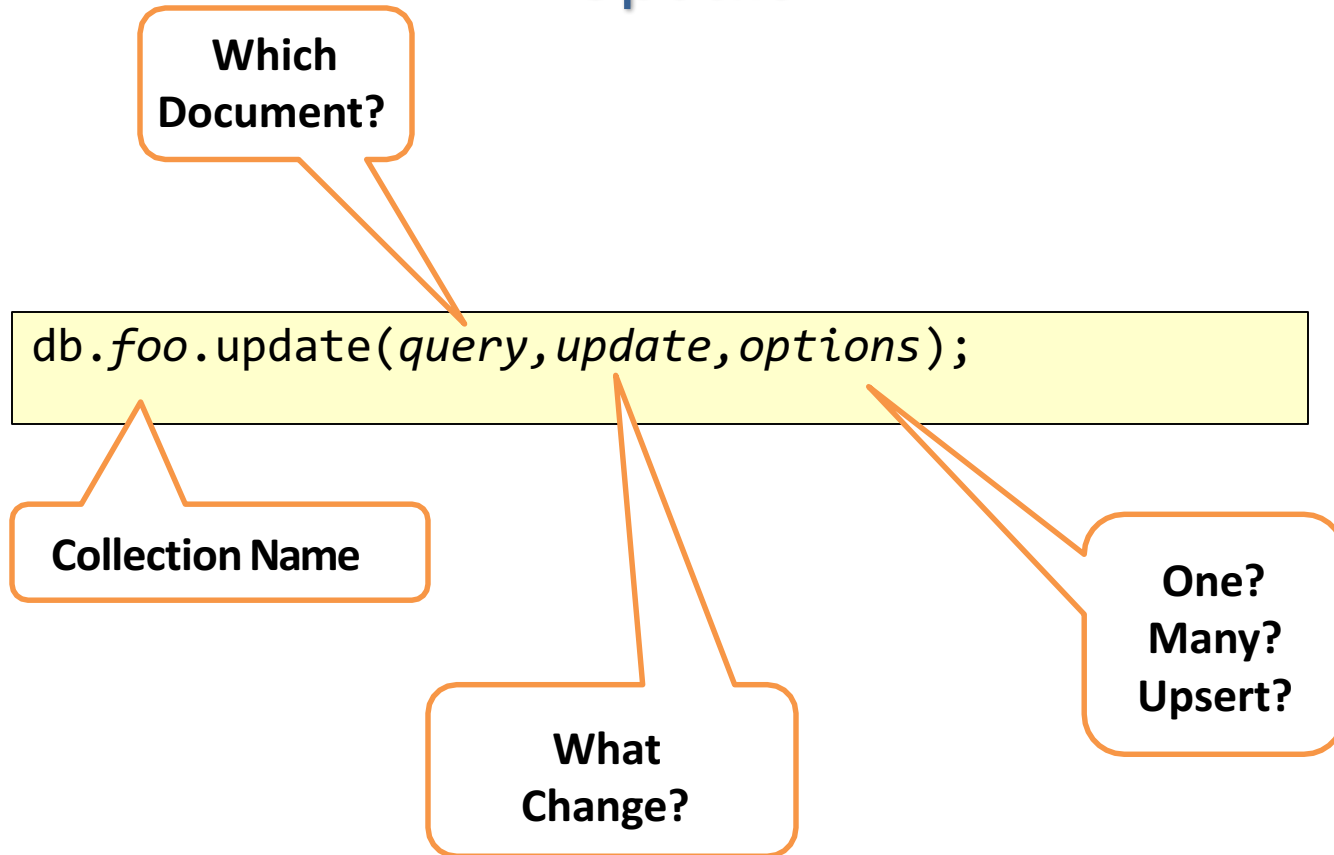 Which
Document?
db.foo.update(query,update,options);
Collection Name
One?
Many?
Upsert?
What
Change?